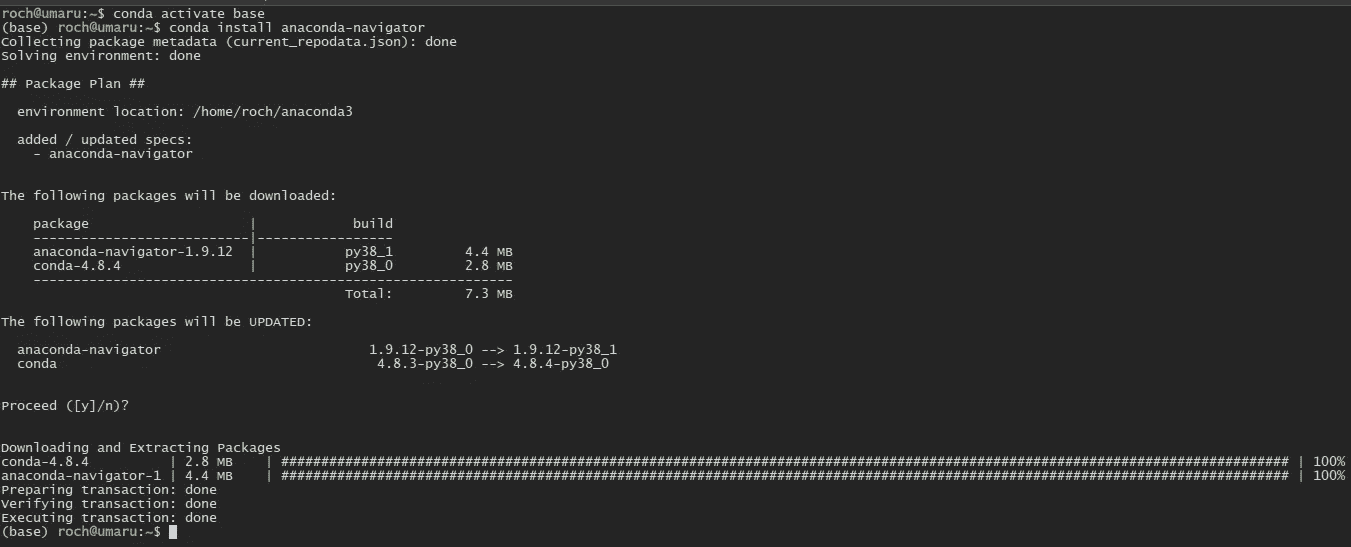 roch@umaru:~$ conda activate base
(base) roch@umaru:~$ conda install anaconda-navigator
Collecting package metadata (current_repodata.json): done
Solving environment: done
## Package Plan ##
environment location: /home/roch/anaconda3
added / updated specs:
- anaconda-navigator
The following packages will be downloaded:
package | build
---------------------------|-----------------
anaconda-navigator-1.9.12 | py38_1 4.4 MB
conda-4.8.4 | py38_0 2.8 MB
------------------------------------------------------------
Total: 7.3 MB
The following packages will be UPDATED:
anaconda-navigator 1.9.12-py38_0 --> 1.9.12-py38_1
conda 4.8.3-py38_0 --> 4.8.4-py38_0
Proceed ([y]/n)?
Downloading and Extracting Packages
conda-4.8.4 | 2.8 MB | ############################################################################################################################## | 100%
anaconda-navigator-1 | 4.4 MB | ############################################################################################################################## | 100%
Preparing transaction: done
Verifying transaction: done
Executing transaction: done
(base) roch@umaru:~$